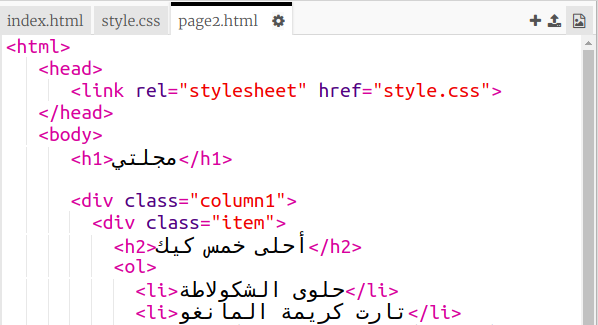 index.html style.css page2.html
<html>
<head>
<link rel="stylesheet" href="style.css">
</head>
<body>
<h1>مجلتي</h1>
<div class="column1">
<div class="item">
<h2>أحلى خمس كيك</h2>
<ol>
<li>حلوى الشكولاطة</li>
<li>تارت كريمة المانغو</li>